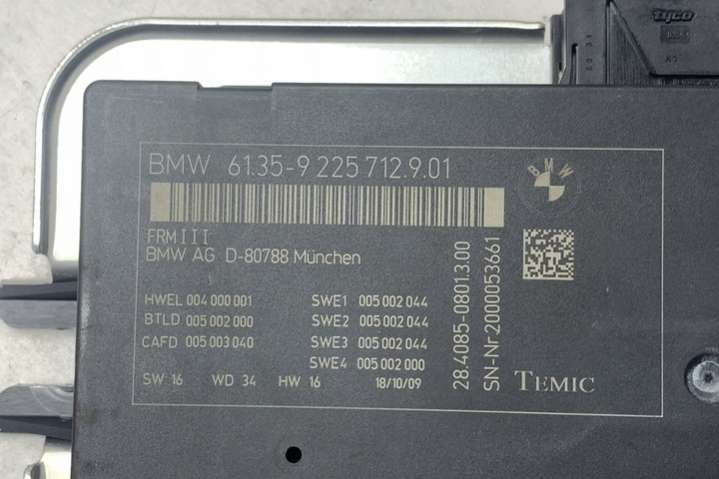 tyco
BMW 61.35-9 225 712.9.01
BMW
FRMIII
BMW AG D-80788 München
HWEL 004 000 001
BTLD 005 002 000
CAFD 005 003 040
SWE1 005 002 044
SWE2 005 002 044
SWE3 005 002 044
SWE4 005 002 000
SW 16 WD 34 HW 16 18/10/09
28.4085-0801.3.00
SN-Nr.2000053661
TEMIC